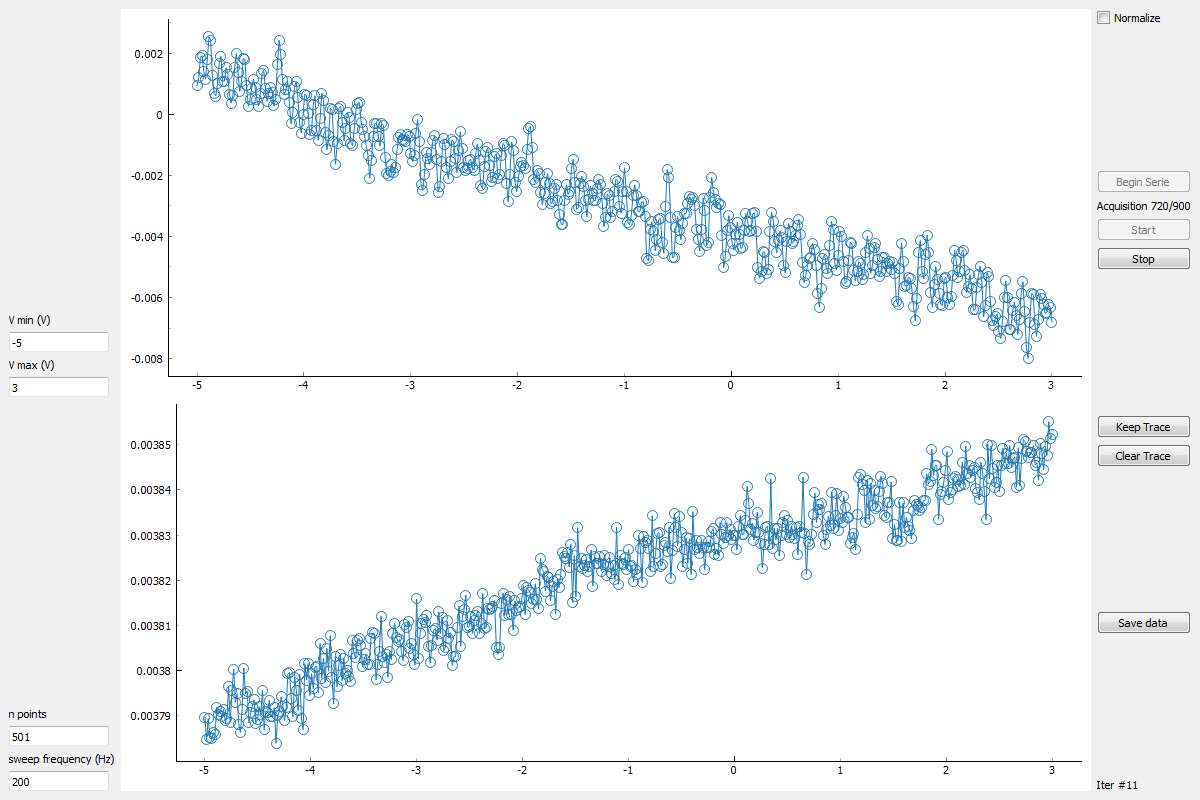 Normalize
0.002
0
-0.002
-0.004
-0.006
-0.008
-5 -4 -3 -2 -1 0 1 2 3
Begin Serie
Acquisition 720/900
Start
Stop
V min (V)
-5
V max (V)
3
0.00385
0.00384
0.00383
0.00382
0.00381
0.0038
0.00379
-5 -4 -3 -2 -1 0 1 2 3
Keep Trace
Clear Trace
Save data
n points
501
sweep frequency (Hz)
200
Iter #11